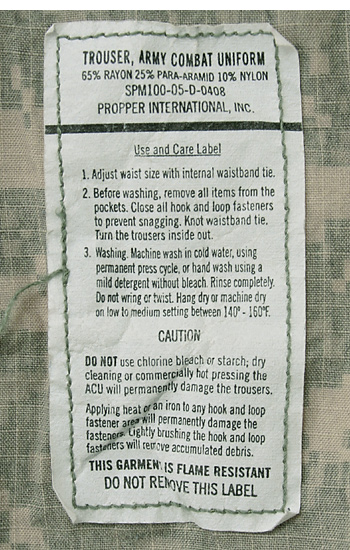 TROUSER, ARMY COMBAT UNIFORM
65% RAYON 25% PARA-ARAMID 10% NYLON
SPM100-05-D-0408
PROPPER INTERNATIONAL, INC.
Use and Care Label
1. Adjust waist size with internal waistband tie.
2. Before washing, remove all items from the
pockets. Close all hook and loop fasteners
to prevent snagging. Knot waistband tie.
Turn the trousers inside out.
3. Washing. Machine wash in cold water, using
permanent press cycle, or hand wash using a
mild detergent without bleach. Rinse completely.
Do not wring or twist. Hang dry or machine dry
on low to medium setting between 140° - 160°F.
CAUTION
DO NOT use chlorine bleach or starch; dry
cleaning or commercially hot pressing the
ACU will permanently damage the trousers.
Applying heat or an iron to any hook and loop
fastener area will permanently damage the
fasteners. Lightly brushing the hook and loop
fasteners will remove accumulated debris.
THIS GARMENT IS FLAME RESISTANT
DO NOT REMOVE THIS LABEL